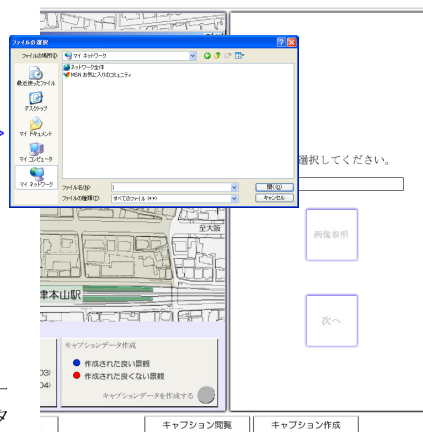 ファイルの選択
ファイルの場所(I):
マイ ネットワーク
ネットワーク全体
MSN お気に入りのコミュニティ
最近使ったファイル
デスクトップ
マイ ドキュメント
マイ コンピュータ
マイ ネットワーク
ファイル名(N):
開く(O)
ファイルの種類(T):
すべてのファイル (*.*)
キャンセル
選択してください。
至大阪
画像参照
津本山駅
次へ
キャプションデータ作成
作成された良い景観
作成された良くない景観
03)
04)
キャプションデータを作成する
ー
タ
キャプション閲覧
キャプション作成